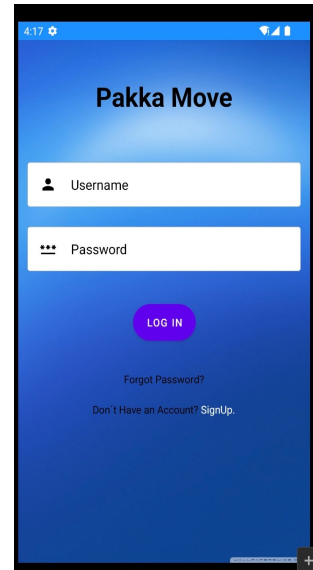 4:17
Pakka Move
Username
Password
LOG IN
Forgot Password?
Don´t Have an Account? SignUp.